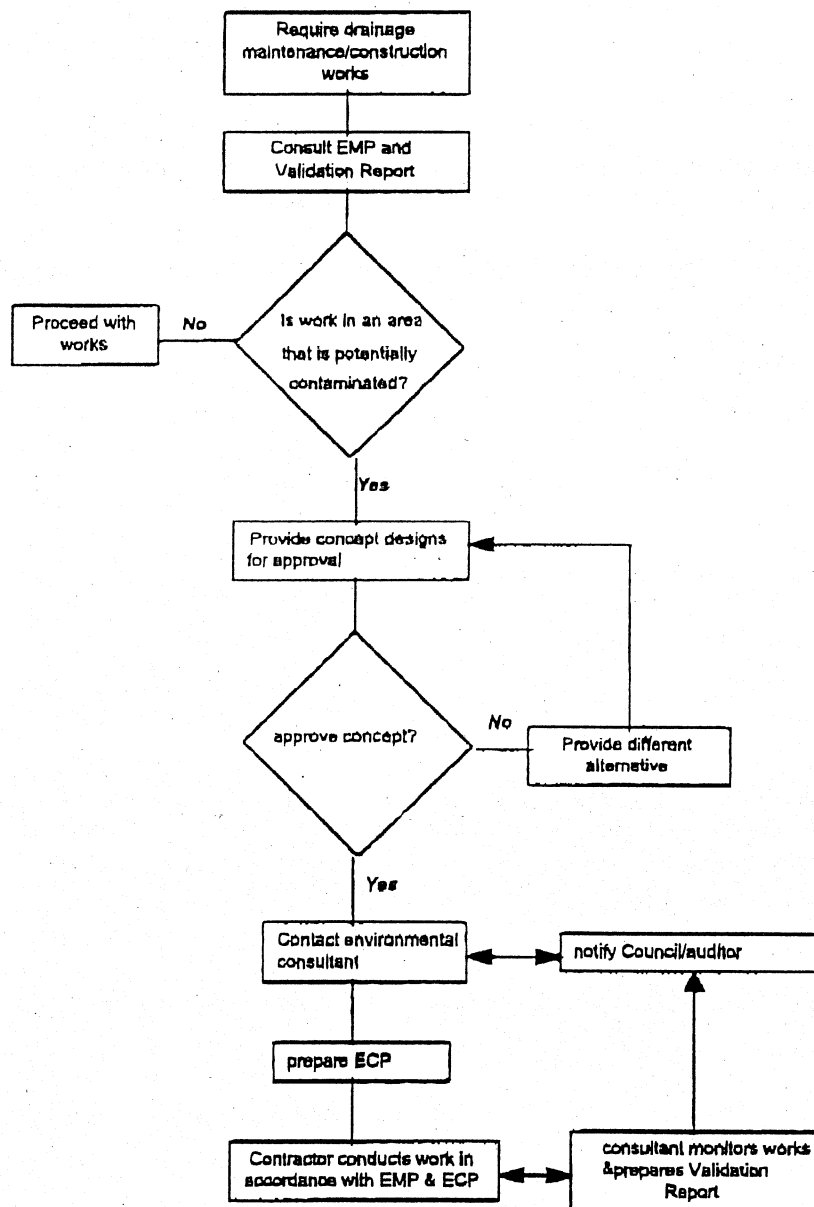 Require drainage
maintenance/construction
works
Consult EMP and
Validation Report
Proceed with
works
No
Is work in an area
that is potentially
contaminated?
Yes
Provide concept designs
for approval
approve concept?
No
Provide different
alternative
Yes
Contact environmental
consultant
notify Council/auditor
prepare ECP
Contractor conducts work in
accordance with EMP & ECP
consultant monitors works
&prepares Validation
Report